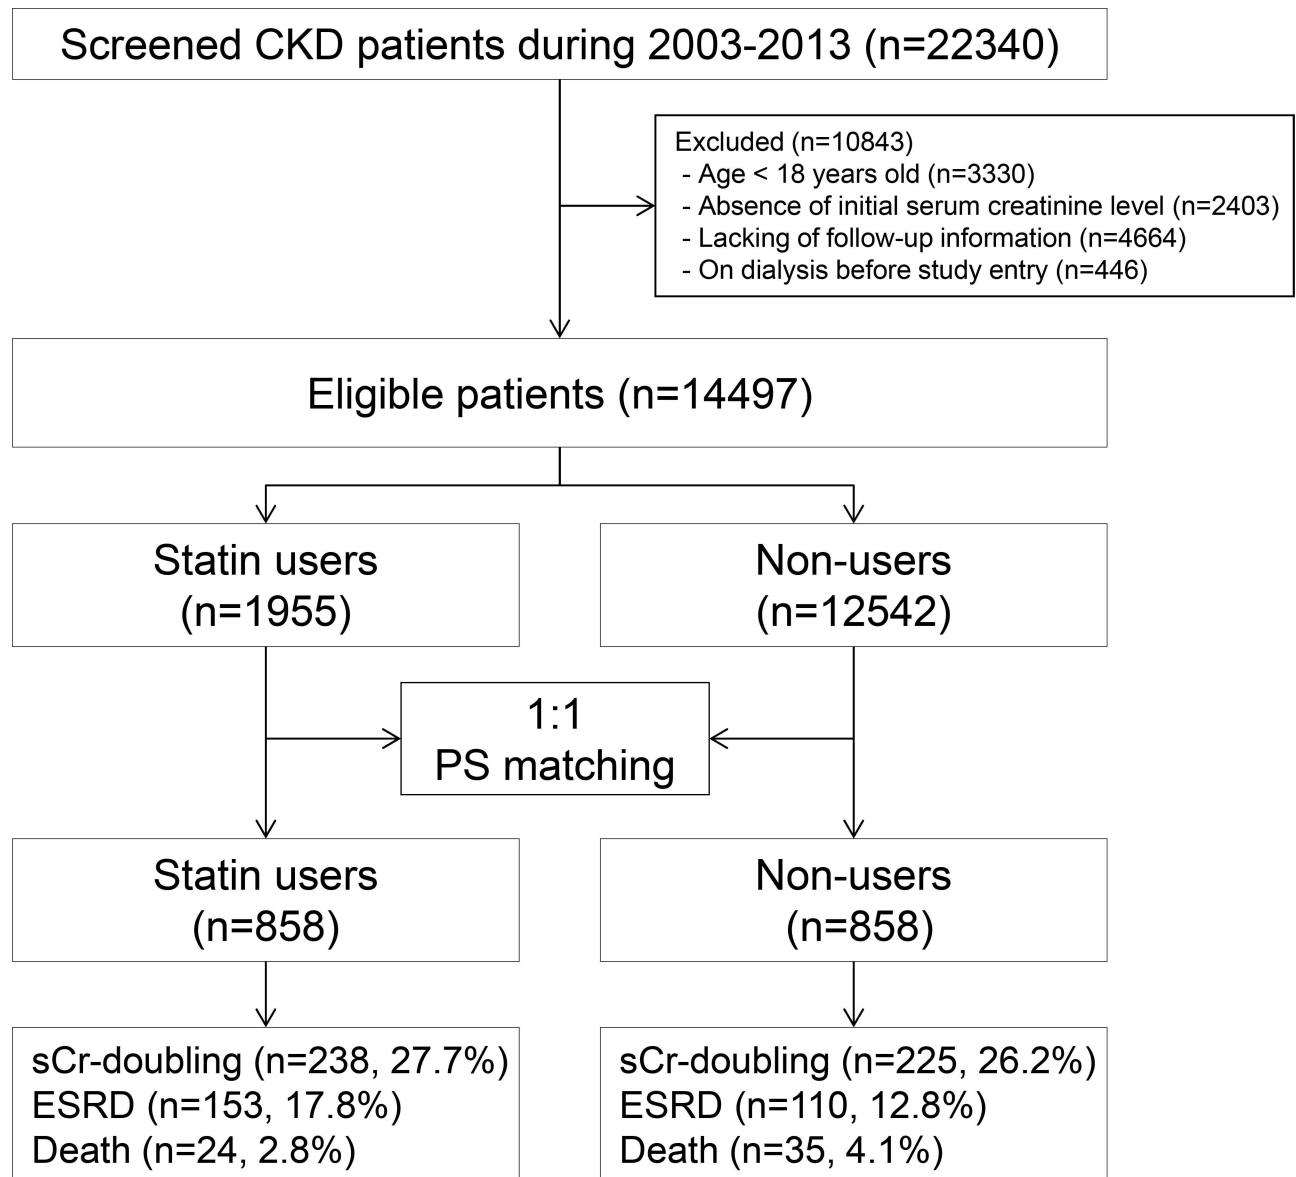 Screened CKD patients during 2003-2013 (n=22340)
Excluded (n=10843)
- Age < 18 years old (n=3330)
- Absence of initial serum creatinine level (n=2403)
- Lacking of follow-up information (n=4664)
- On dialysis before study entry (n=446)
Eligible patients (n=14497)
Statin users
(n=1955)
Non-users
(n=12542)
1:1
PS matching
Statin users
(n=858)
Non-users
(n=858)
sCr-doubling (n=238, 27.7%)
ESRD (n=153, 17.8%)
Death (n=24, 2.8%)
sCr-doubling (n=225, 26.2%)
ESRD (n=110, 12.8%)
Death (n=35, 4.1%)